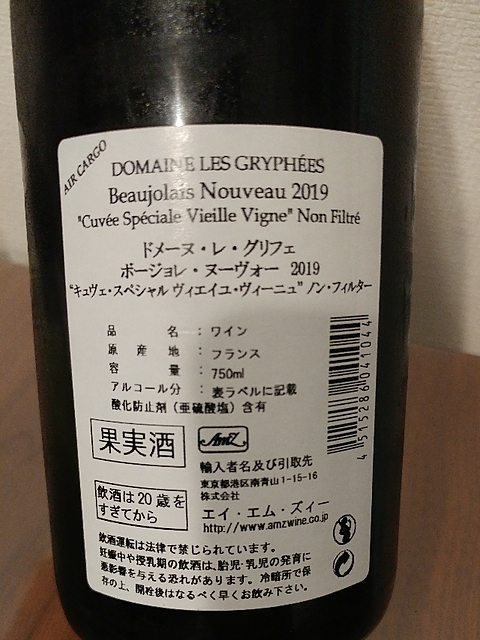 AIR CARGO
DOMAINE LES GRYPHÉES
Beaujolais Nouveau 2019
"Cuvée Spéciale Vieille Vigne" Non Filtré
ドメーヌ・レ・グリフェ
ボージョレ・ヌーヴォー 2019
“キュヴェ・スペシャル ヴィエイユ・ヴィーニュ” ノン・フィルター
品名：ワイン
原産地：フランス
容量：750ml
アルコール分：表ラベルに記載
酸化防止剤（亜硫酸塩）含有
果実酒
AMZ
輸入者名及び引取先
東京都港区南青山1-15-16
株式会社
エイ・エム・ズィー
http://www.amzwine.co.jp
飲酒は20歳を
すぎてから
飲酒運転は法律で禁じられています。
妊娠中や授乳期の飲酒は、胎児・乳児の発育に
悪影響を与える恐れがあります。冷暗所で保
存の上、開栓後はなるべく早くお飲み下さい。
4515286041044